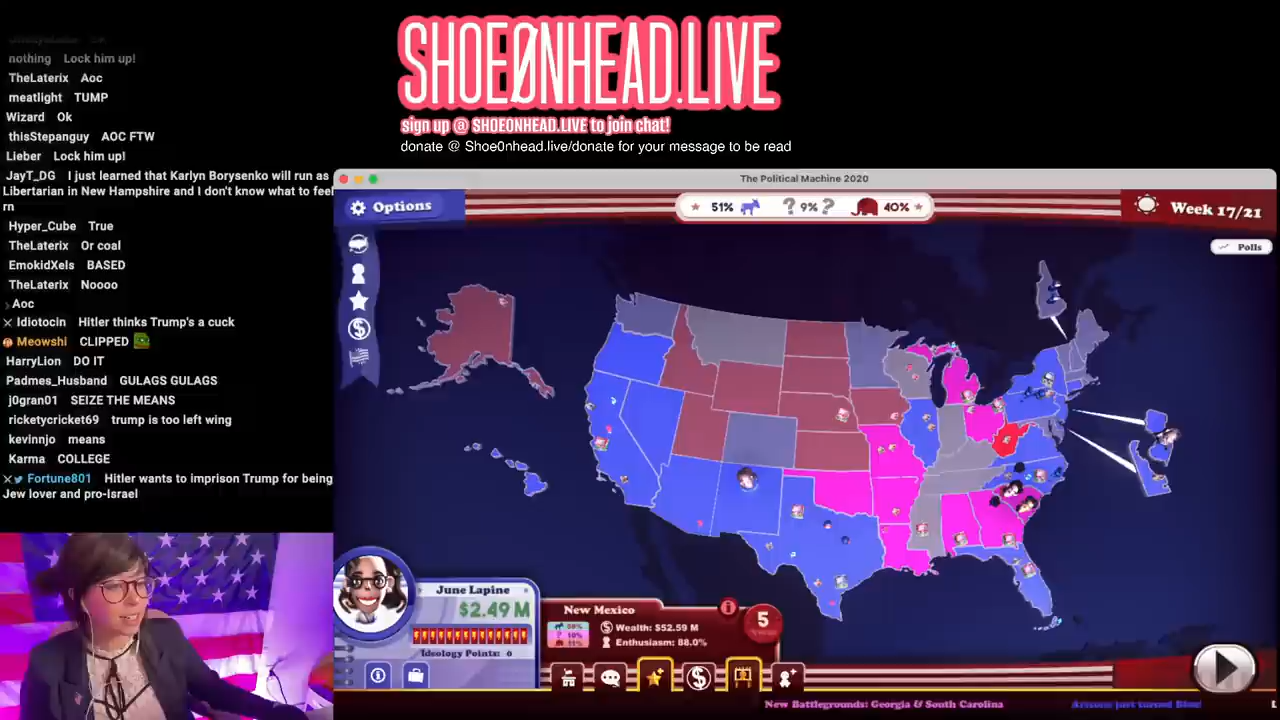 nothing Lock him up!
TheLaterix Aoc
meatlight TUMP
Wizard Ok
thisStepanguy AOC FTW
Lieber Lock him up!
JayT_DG I just learned that Karlyn Borysenko will run as
Libertarian in New Hampshire and I don't know what to feel
rn
Hyper_Cube True
TheLaterix Or coal
EmokidXels BASED
TheLaterix Noooo
Aoc
Idiotocin Hitler thinks Trump's a cuck
Meowshi CLIPPED
HarryLion DO IT
Padmes_Husband GULAGS GULAGS
j0gran01 SEIZE THE MEANS
ricketycricket69 trump is too left wing
kevinnjo means
Karma COLLEGE
Fortune801 Hitler wants to imprison Trump for being
Jew lover and pro-Israel
SHOE0NHEAD.LIVE
sign up @ SHOE0NHEAD.LIVE to join chat!
donate @ Shoe0nhead.live/donate for your message to be read
The Political Machine 2020
Options
51% ? 9% ? 40%
Week 17/21
Polls
June Lapine
$2.49 M
Ideology Points: 0
New Mexico
Wealth: $52.59 M
Enthusiasm: 88.0%
5
New Battlegrounds: Georgia & South Carolina
Arizona just turned Blue!